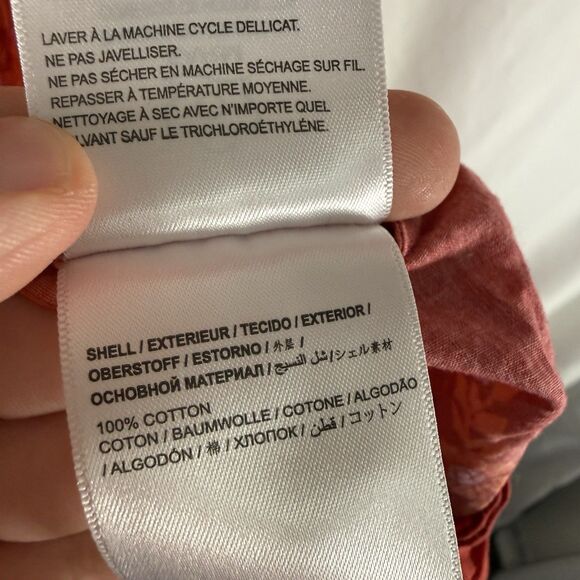 LAVER À LA MACHINE CYCLE DELLICAT.
NE PAS JAVELLISER.
NE PAS SÉCHER EN MACHINE SÉCHAGE SUR FIL.
REPASSER À TEMPÉRATURE MOYENNE.
NETTOYAGE À SEC AVEC N'IMPORTE QUEL
LVANT SAUF LE TRICHLOROÉTHYLÉNE.
SHELL / EXTERIEUR / TECIDO / EXTERIOR /
OBERSTOFF / ESTORNO / 外层 /
ОСНОВНОЙ МАТЕРИАЛ / شل النسيج / シェル素材
100% COTTON
COTON / BAUMWOLLE / COTONE / ALGODÃO
/ ALGODÓN / 棉 / ХЛОПОК / قطن / コットン